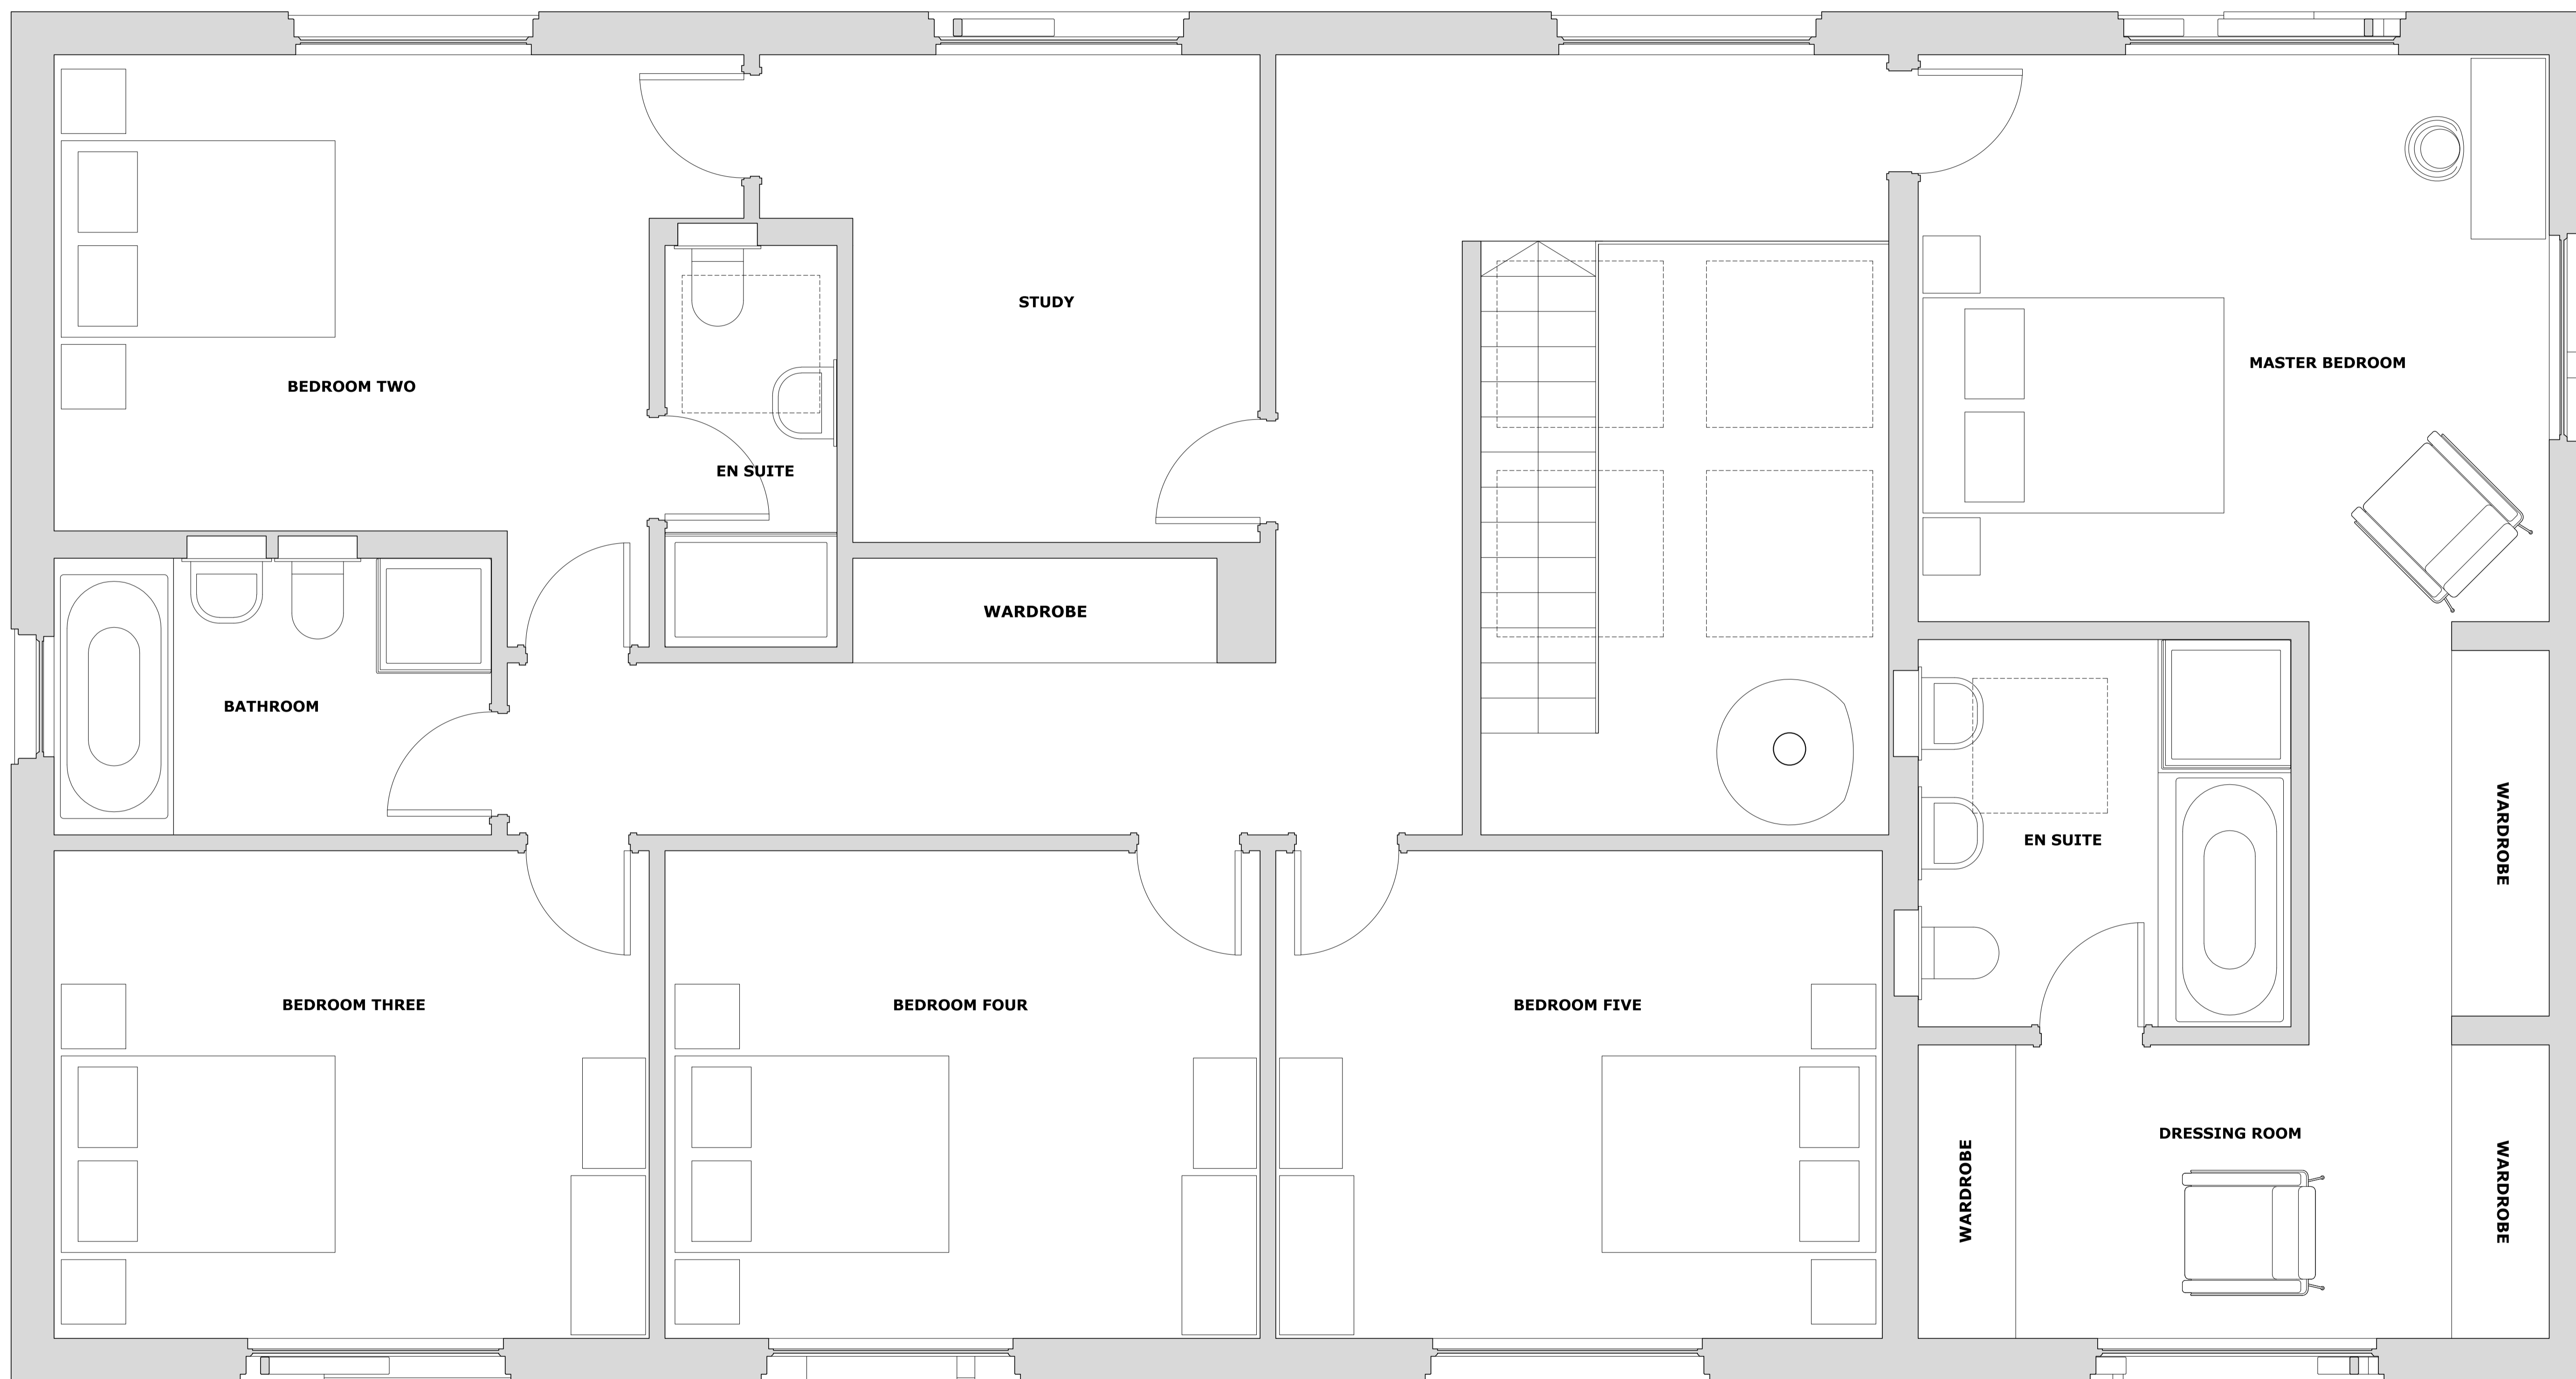 STUDY
MASTER BEDROOM
BEDROOM TWO
EN SUITE
WARDROBE
BATHROOM
WARDROBE
EN SUITE
BEDROOM THREE
BEDROOM FOUR
BEDROOM FIVE
DRESSING ROOM
WARDROBE
WARDROBE